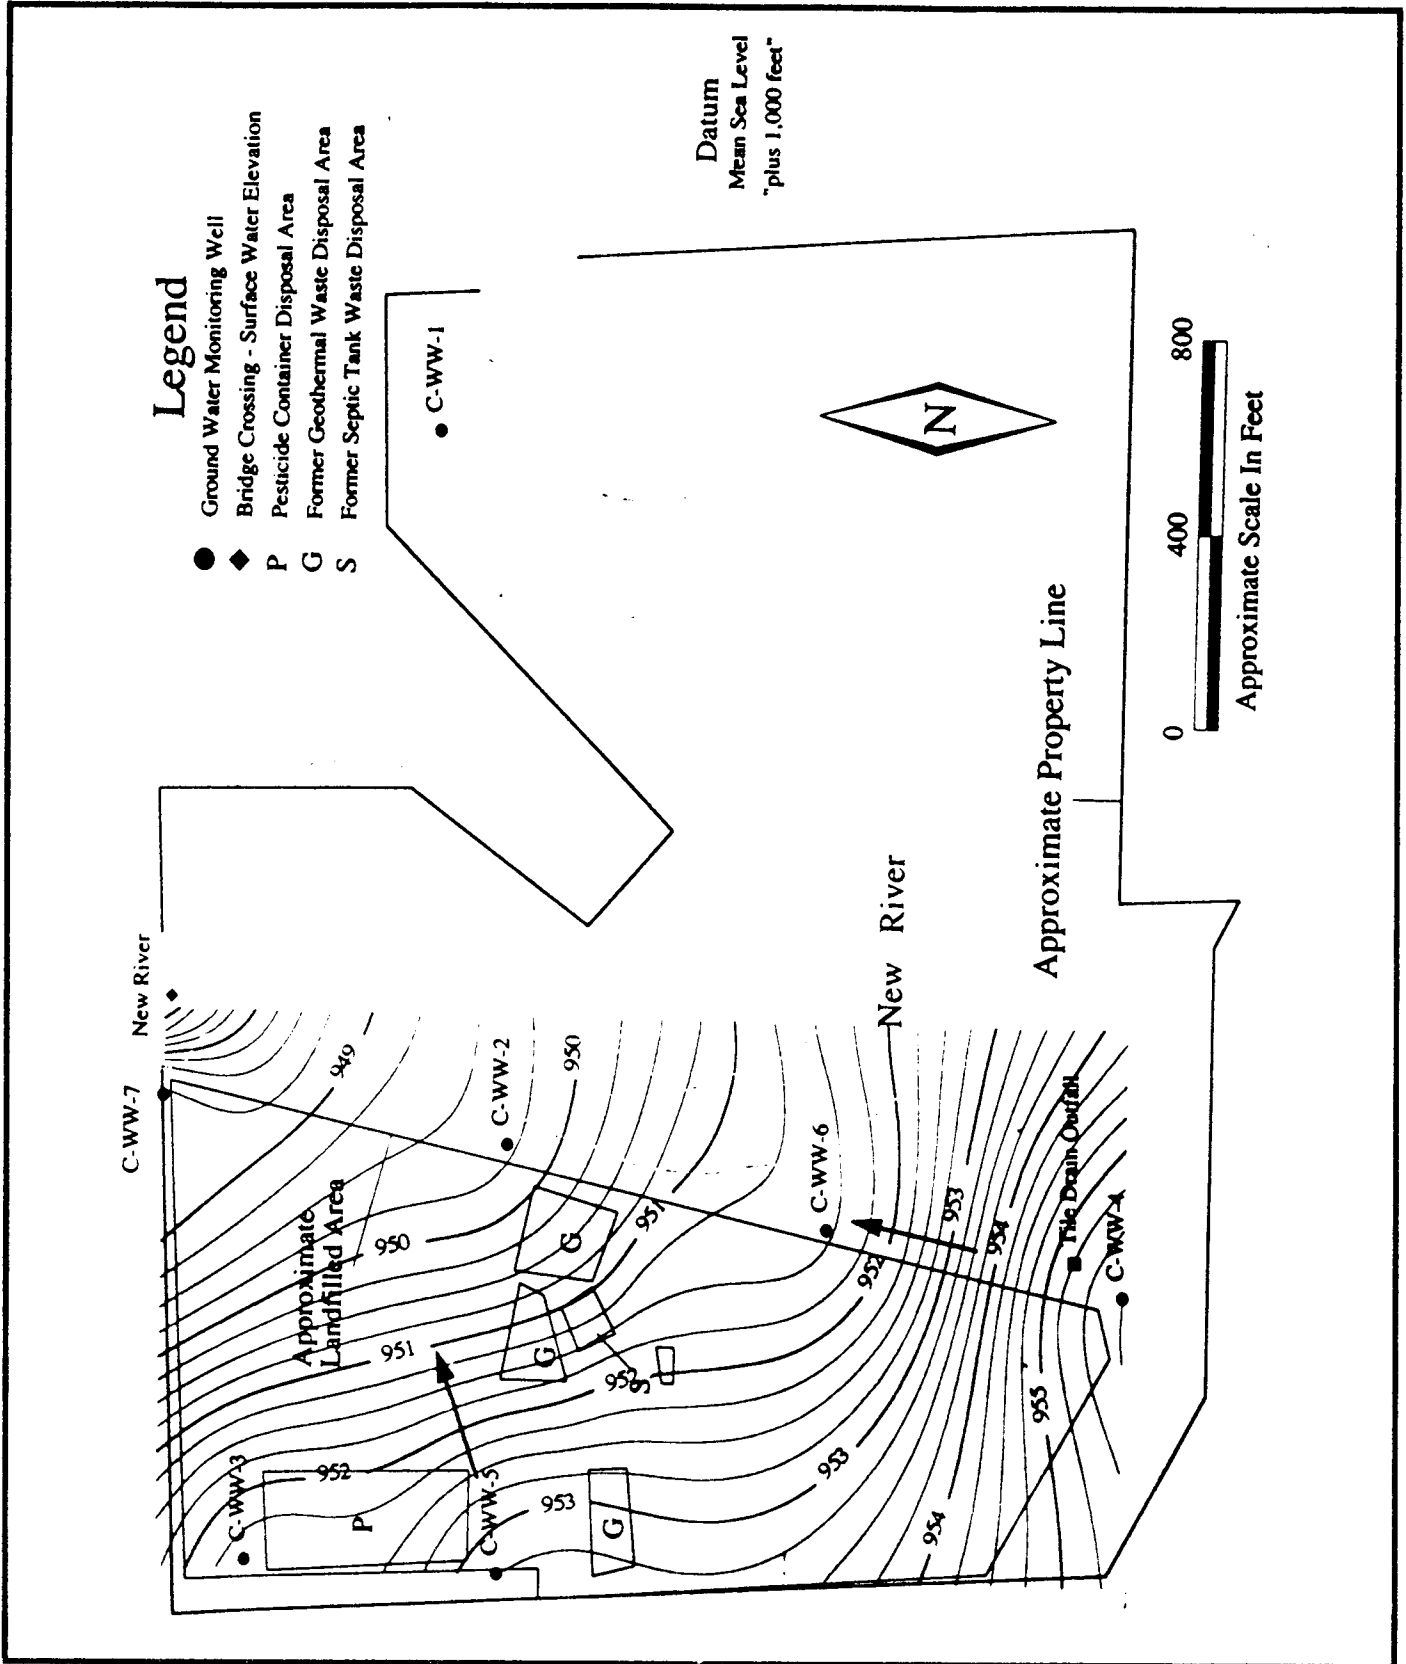 Legend
Ground Water Monitoring Well
Bridge Crossing - Surface Water Elevation
P Pesticide Container Disposal Area
G Former Geothermal Waste Disposal Area
S Former Septic Tank Waste Disposal Area
Datum
Mean Sea Level
"plus 1,000 feet"
C-WW-1
N
0 400 800
Approximate Scale In Feet
Approximate Property Line
New River
New River
C-WW-7
949
C-WW-2
950
C-WW-6
953
954
952
Tile Drain Outfall
C-WW-4
Approximate
Landfilled Area
950
951
951
G
G
952
S
C-WW-3
952
P
C-WW-5
953
G
953
954
955